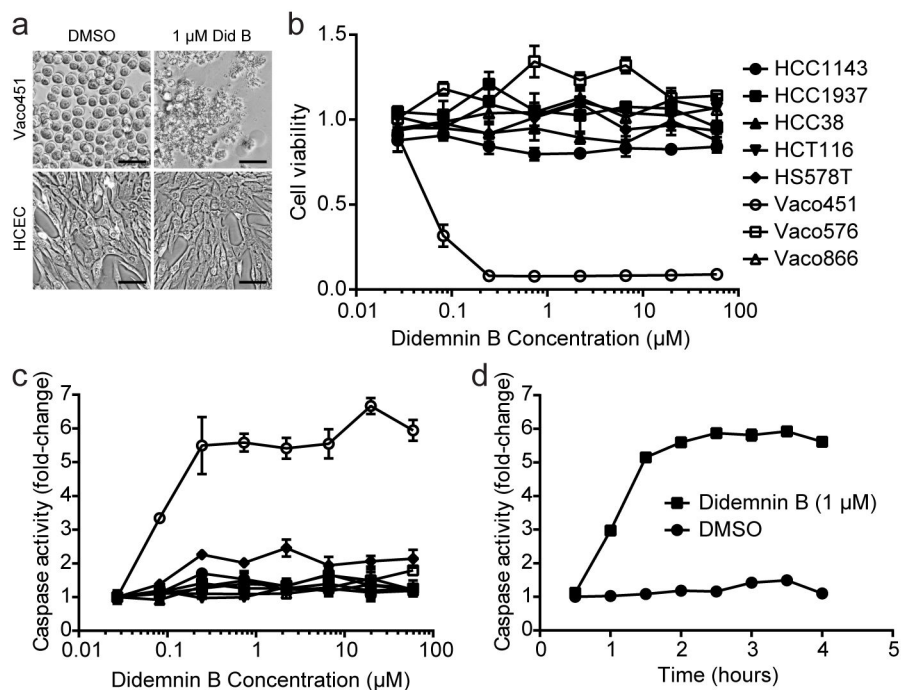 a
DMSO
1 µM Did B
Vaco451
HCEC
b
Cell viability
1.5
1.0
0.5
0.0
0.01
0.1
1
10
100
Didemnin B Concentration (µM)
HCC1143
HCC1937
HCC38
HCT116
HS578T
Vaco451
Vaco576
Vaco866
c
Caspase activity (fold-change)
7
6
5
4
3
2
1
0
0.01
0.1
1
10
100
Didemnin B Concentration (µM)
d
Caspase activity (fold-change)
7
6
5
4
3
2
1
0
Didemnin B (1 µM)
DMSO
0
1
2
3
4
5
Time (hours)